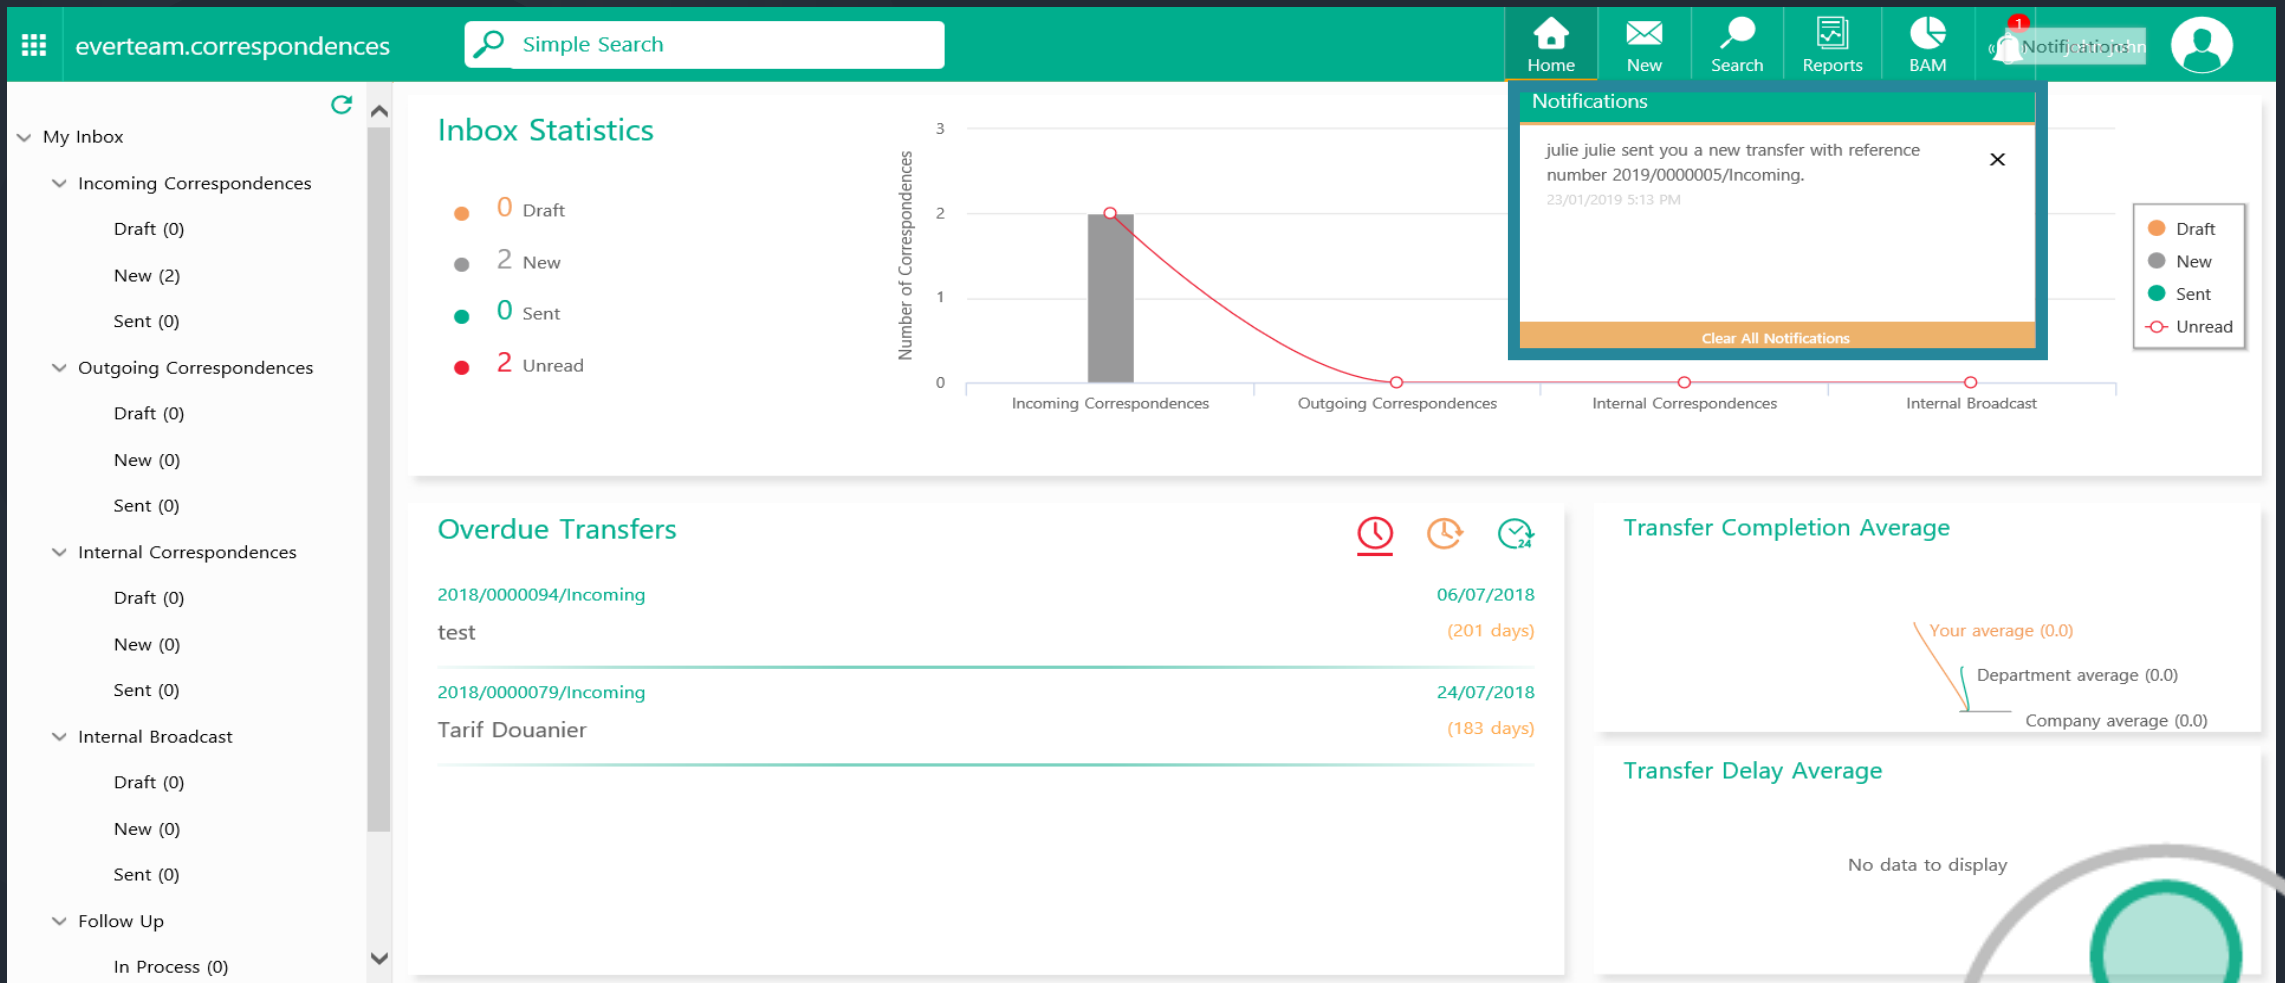 everteam.correspondences
Simple Search
Home
New
Search
Reports
BAM
1
Notifications
My Inbox
Incoming Correspondences
Draft (0)
New (2)
Sent (0)
Outgoing Correspondences
Draft (0)
New (0)
Sent (0)
Internal Correspondences
Draft (0)
New (0)
Sent (0)
Internal Broadcast
Draft (0)
New (0)
Sent (0)
Follow Up
In Process (0)
Inbox Statistics
0 Draft
2 New
0 Sent
2 Unread
Number of Correspondences
3
2
1
0
Incoming Correspondences
Outgoing Correspondences
Internal Correspondences
Internal Broadcast
Notifications
julie julie sent you a new transfer with reference
number 2019/0000005/Incoming.
23/01/2019 5:13 PM
Clear All Notifications
Draft
New
Sent
Unread
Overdue Transfers
24
2018/0000094/Incoming 06/07/2018
test (201 days)
2018/0000079/Incoming 24/07/2018
Tarif Douanier (183 days)
Transfer Completion Average
Your average (0.0)
Department average (0.0)
Company average (0.0)
Transfer Delay Average
No data to display